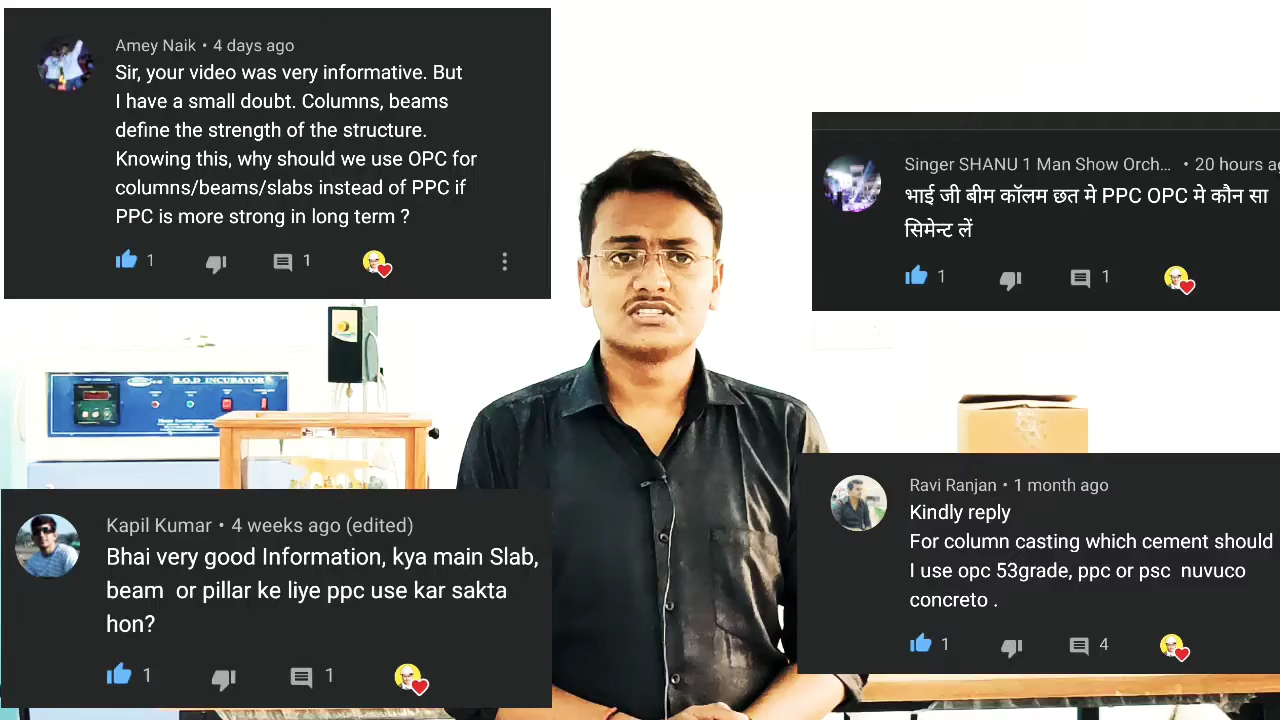 Amey Naik • 4 days ago
Sir, your video was very informative. But
I have a small doubt. Columns, beams
define the strength of the structure.
Knowing this, why should we use OPC for
columns/beams/slabs instead of PPC if
PPC is more strong in long term ?
1
1
Singer SHANU 1 Man Show Orch... • 20 hours ag
भाई जी बीम कॉलम छत मे PPC OPC मे कौन सा
सिमेन्ट लें
1
1
B.O.D INCUBATOR
Kapil Kumar • 4 weeks ago (edited)
Bhai very good Information, kya main Slab,
beam or pillar ke liye ppc use kar sakta
hon?
1
1
Ravi Ranjan • 1 month ago
Kindly reply
For column casting which cement should
I use opc 53grade, ppc or psc nuvuco
concreto .
1
4